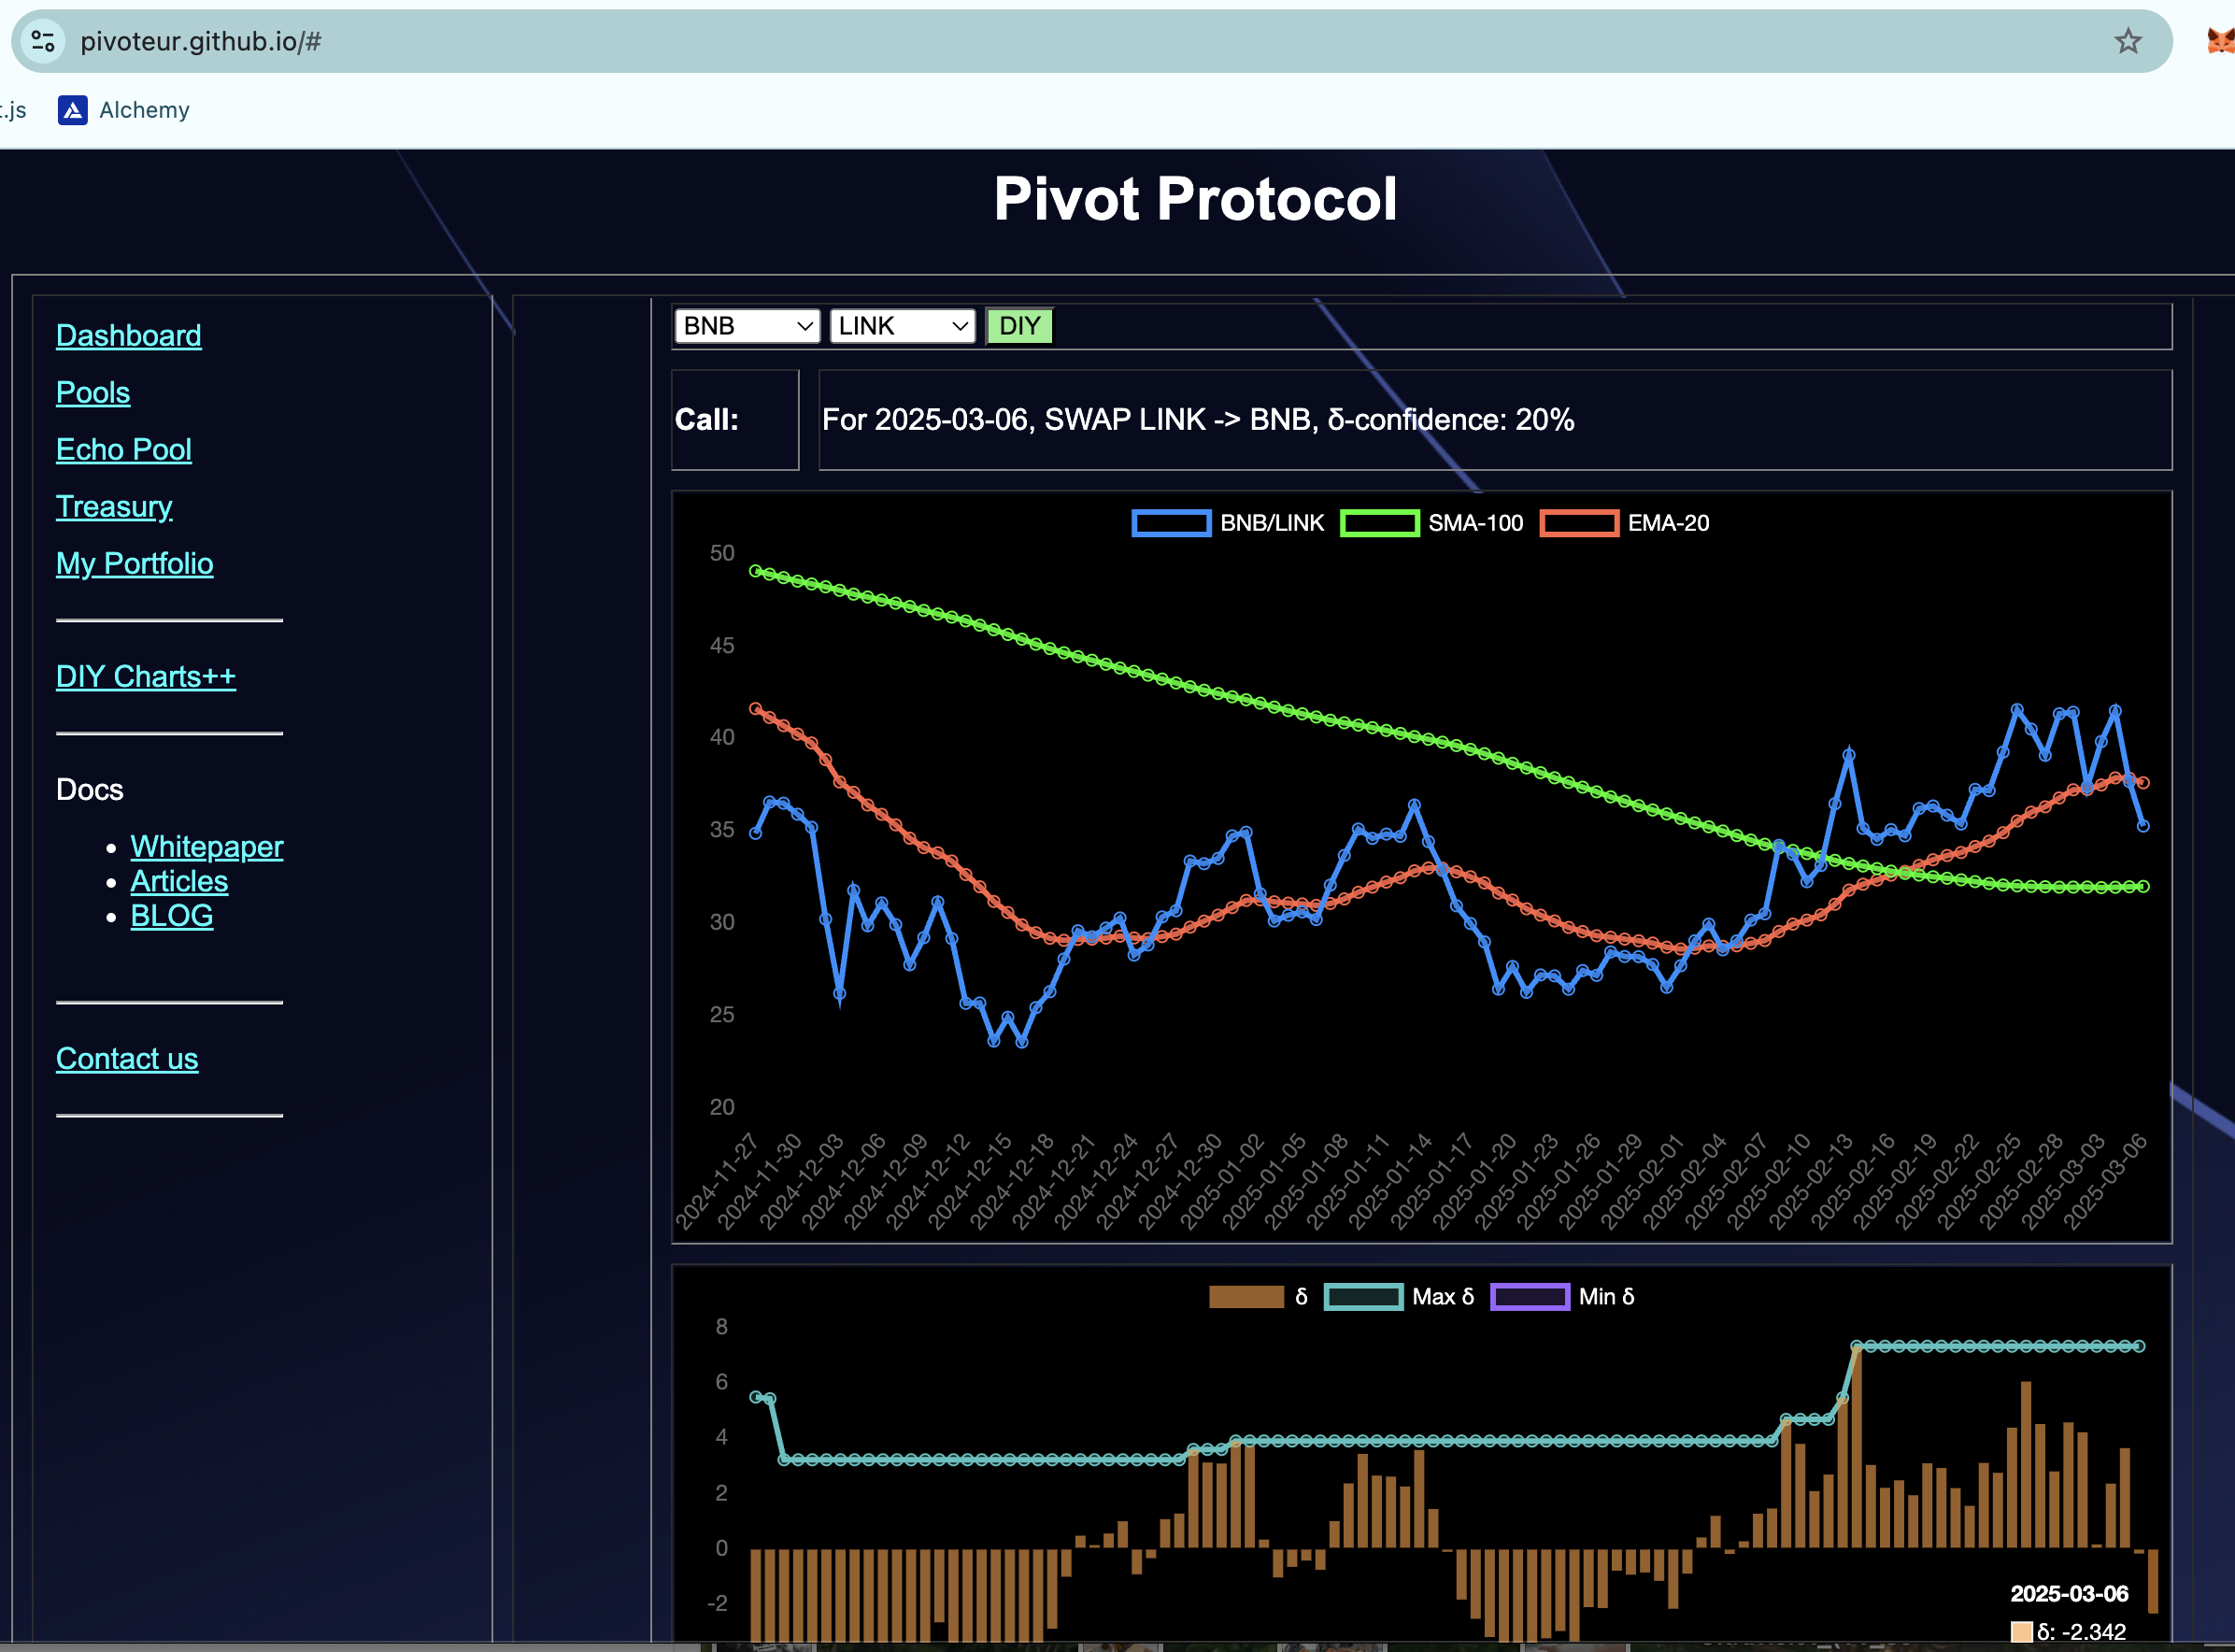 pivoteur.github.io/#
t.js Alchemy
Pivot Protocol
Dashboard
Pools
Echo Pool
Treasury
My Portfolio
DIY Charts++
Docs
Whitepaper
Articles
BLOG
Contact us
BNB LINK DIY
Call: For 2025-03-06, SWAP LINK -> BNB, δ-confidence: 20%
BNB/LINK SMA-100 EMA-20
50
45
40
35
30
25
20
2024-11-27 2024-11-30 2024-12-03 2024-12-06 2024-12-09 2024-12-12 2024-12-15 2024-12-18 2024-12-21 2024-12-24 2024-12-27 2024-12-30 2025-01-02 2025-01-05 2025-01-08 2025-01-11 2025-01-14 2025-01-17 2025-01-20 2025-01-23 2025-01-26 2025-01-29 2025-02-01 2025-02-04 2025-02-07 2025-02-10 2025-02-13 2025-02-16 2025-02-19 2025-02-22 2025-02-25 2025-02-28 2025-03-03 2025-03-06
δ Max δ Min δ
8
6
4
2
0
-2
2025-03-06
δ: -2.342